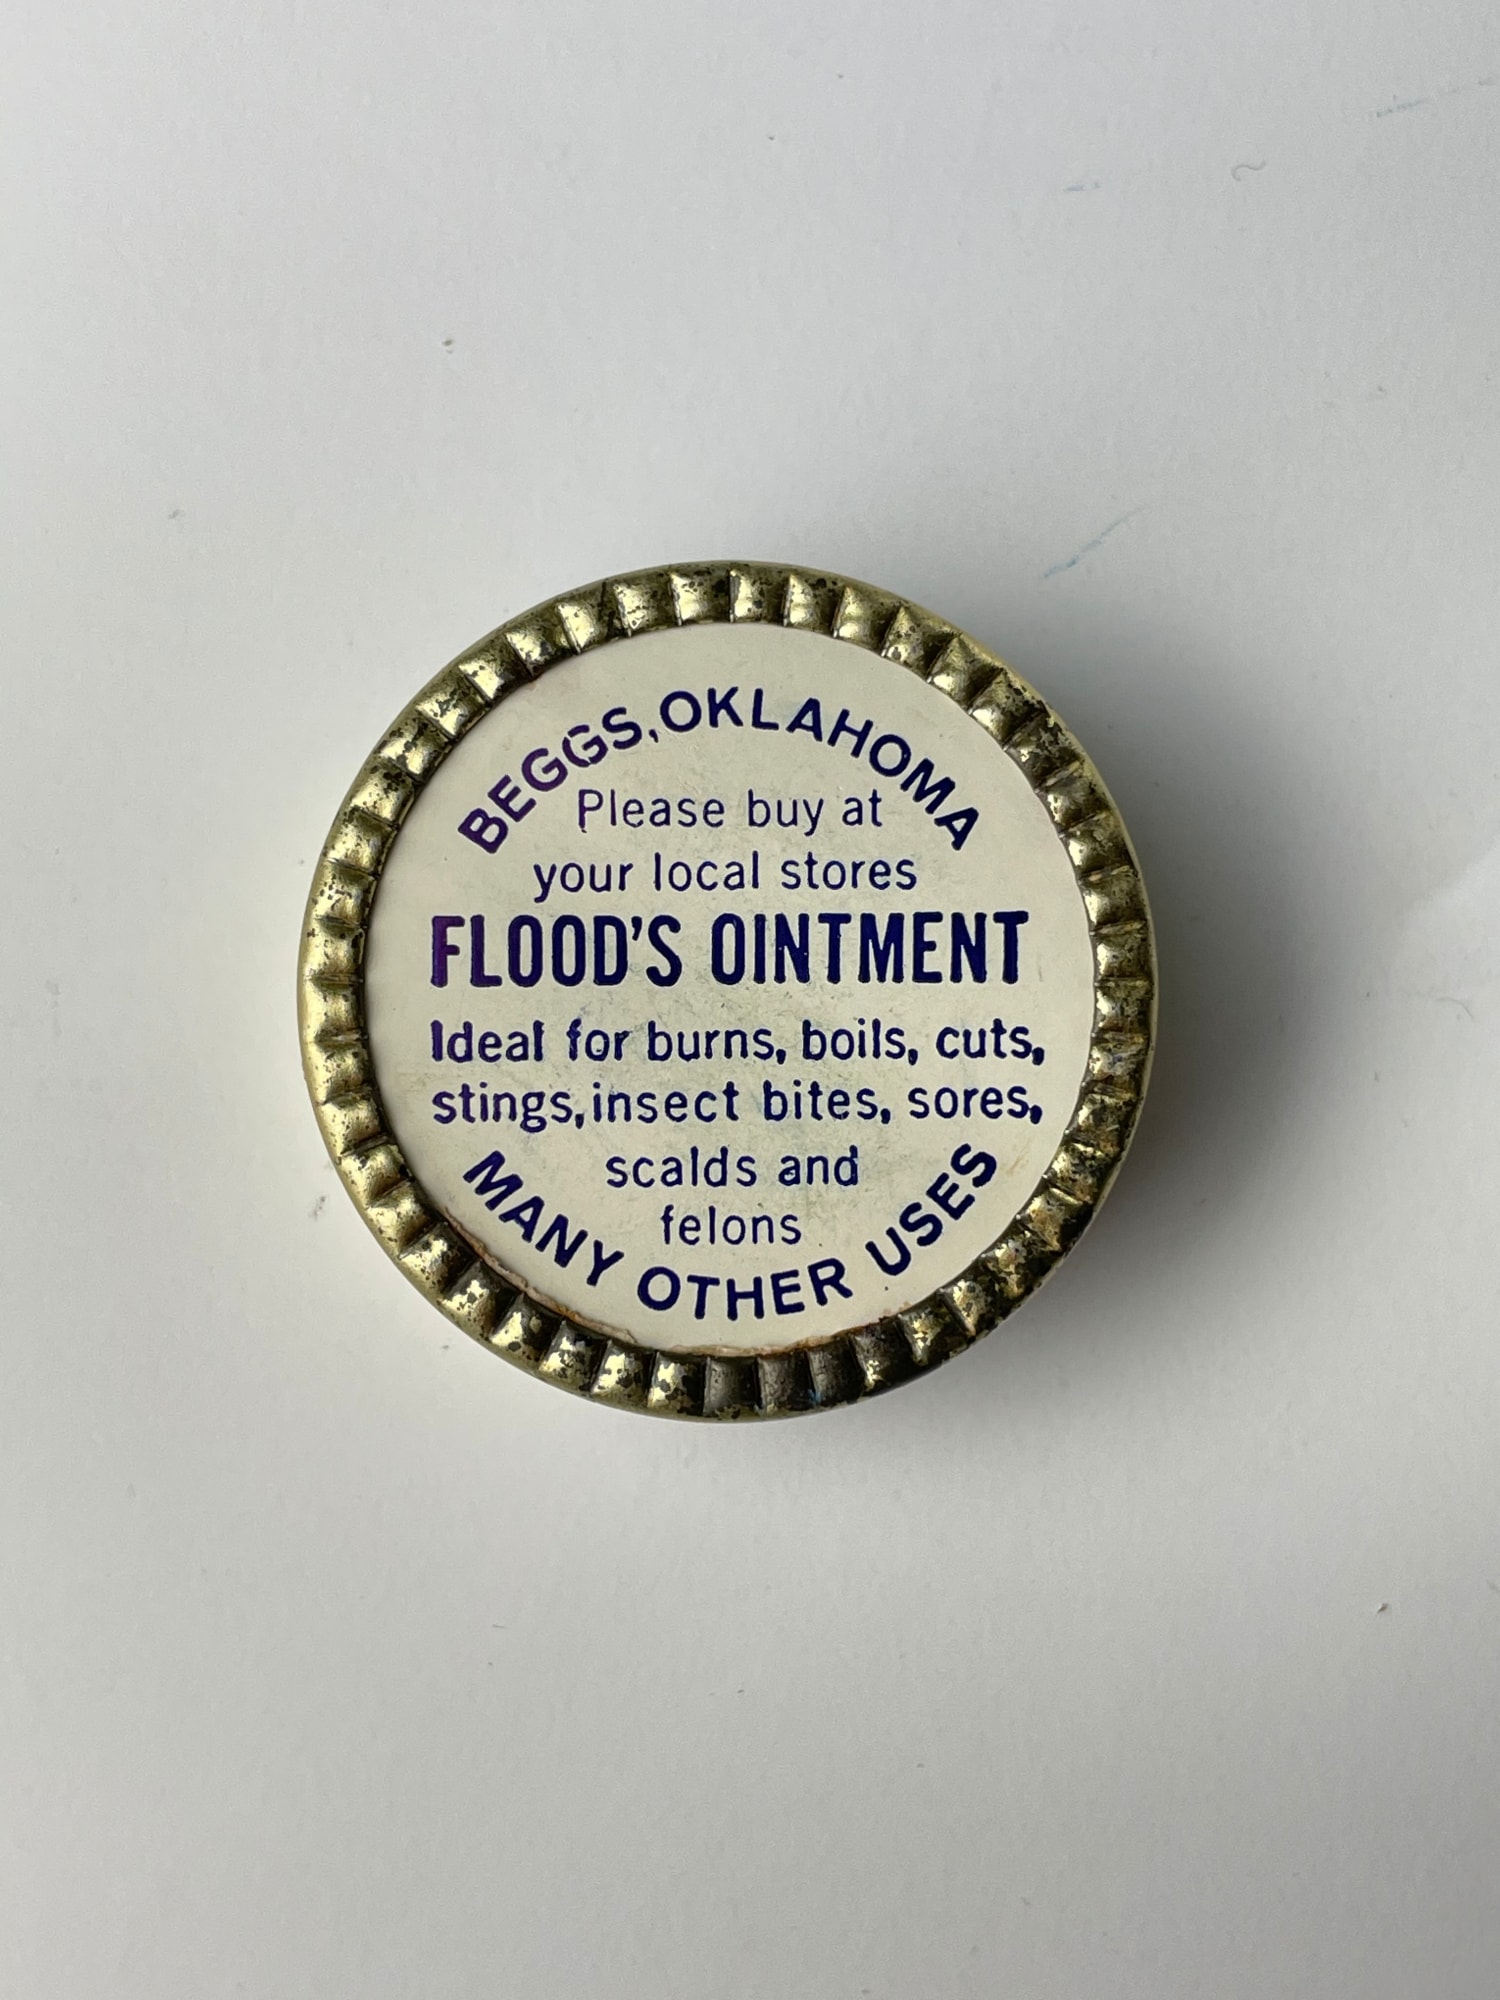 BEGGS, OKLAHOMA
Please buy at
your local stores
FLOOD'S OINTMENT
Ideal for burns, boils, cuts,
stings, insect bites, sores,
scalds and
felons
MANY OTHER USES